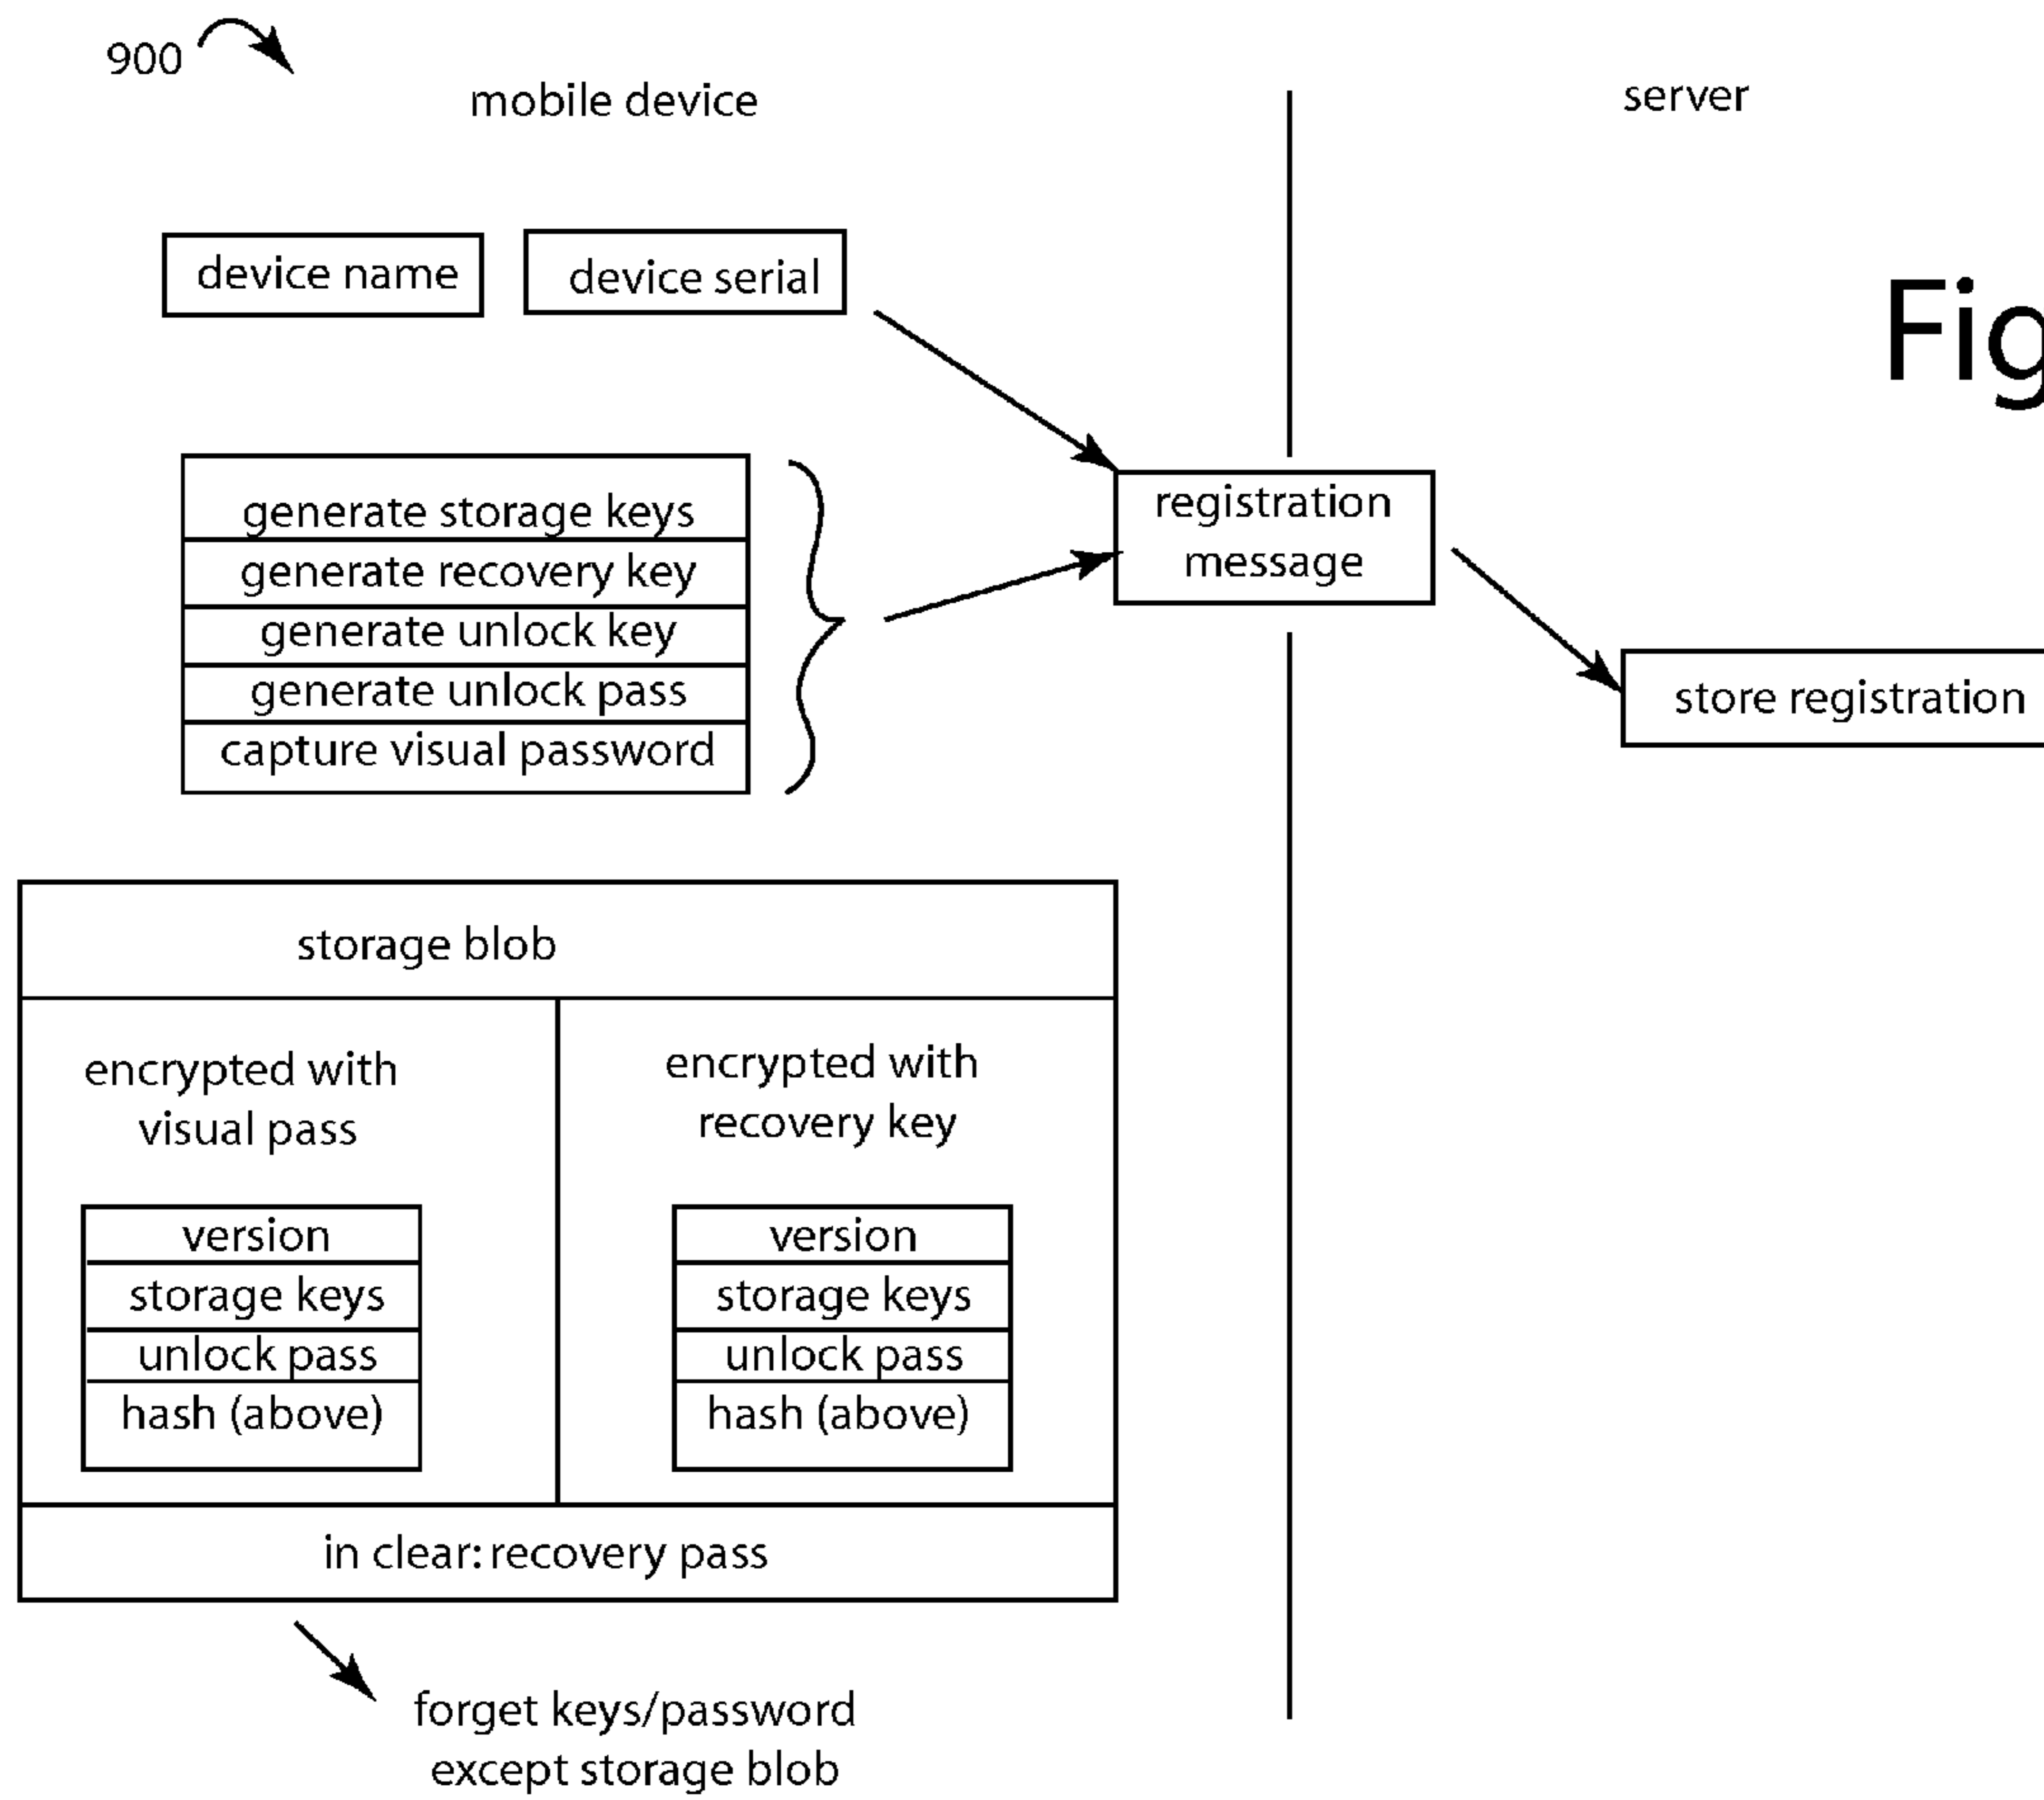 900
mobile device
server
device name
device serial
Fig
generate storage keys
generate recovery key
generate unlock key
generate unlock pass
capture visual password
registration
message
store registration
storage blob
encrypted with
visual pass
encrypted with
recovery key
version
storage keys
unlock pass
hash (above)
version
storage keys
unlock pass
hash (above)
in clear: recovery pass
forget keys/password
except storage blob